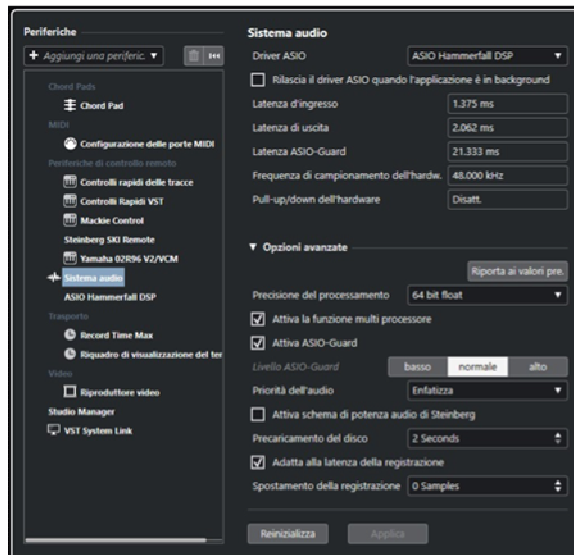 Periferiche
Aggiungi una periferic.
Chord Pads
Chord Pad
MIDI
Configurazione delle porte MIDI
Periferiche di controllo remoto
Controlli rapidi delle tracce
Controlli Rapidi VST
Mackie Control
Steinberg SKI Remote
Yamaha 02R96 V2/VCM
Sistema audio
ASIO Hammerfall DSP
Trasporto
Record Time Max
Riquadro di visualizzazione del ter
Video
Riproduttore video
Studio Manager
VST System Link
Sistema audio
Driver ASIO ASIO Hammerfall DSP
Rilascia il driver ASIO quando l'applicazione è in background
Latenza d'ingresso 1.375 ms
Latenza di uscita 2.062 ms
Latenza ASIO-Guard 21.333 ms
Frequenza di campionamento dell'hardw. 48.000 kHz
Pull-up/down dell'hardware Disatt.
Opzioni avanzate
Riporta ai valori pre.
Precisione del processamento 64 bit float
Attiva la funzione multi processore
Attiva ASIO-Guard
Livello ASIO-Guard basso normale alto
Priorità dell'audio Enfatizza
Attiva schema di potenza audio di Steinberg
Precaricamento del disco 2 Seconds
Adatta alla latenza della registrazione
Spostamento della registrazione 0 Samples
Reinizializza Applica